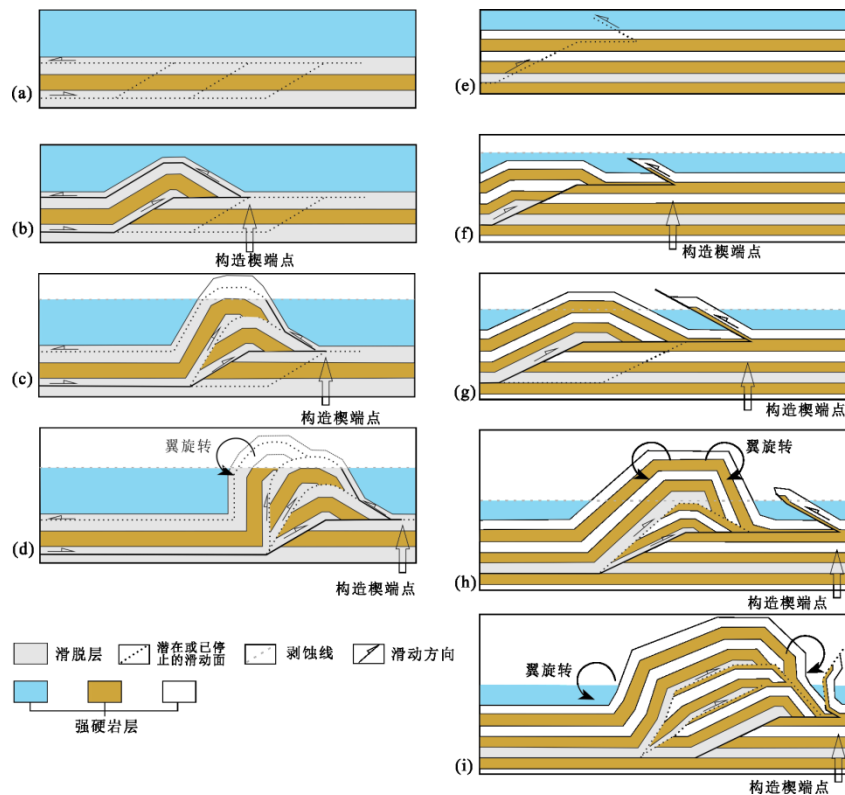 (a)
(b)
构造楔端点
(c)
构造楔端点
翼旋转
(d)
构造楔端点
(e)
(f)
构造楔端点
(g)
构造楔端点
翼旋转
(h)
构造楔端点
翼旋转
(i)
构造楔端点
滑脱层
潜在或已停
止的滑动面
剥蚀线
滑动方向
强硬岩层